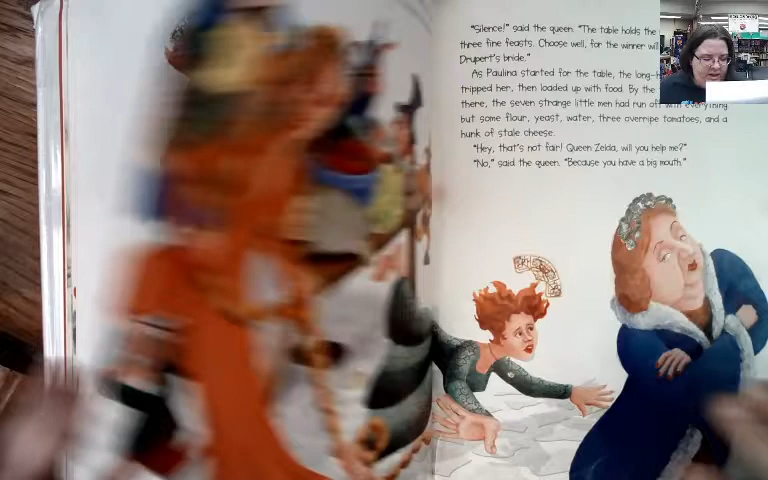 "Silence!" said the queen. "The table holds the
three fine feasts. Choose well, for the winner will
Drupert's bride."
As Paulina started for the table, the long-
tripped her, then loaded up with food. By the
there, the seven strange little men had run off with everything
but some flour, yeast, water, three overripe tomatoes, and a
hunk of stale cheese.
"Hey, that's not fair! Queen Zelda, will you help me?"
"No," said the queen. "Because you have a big mouth."